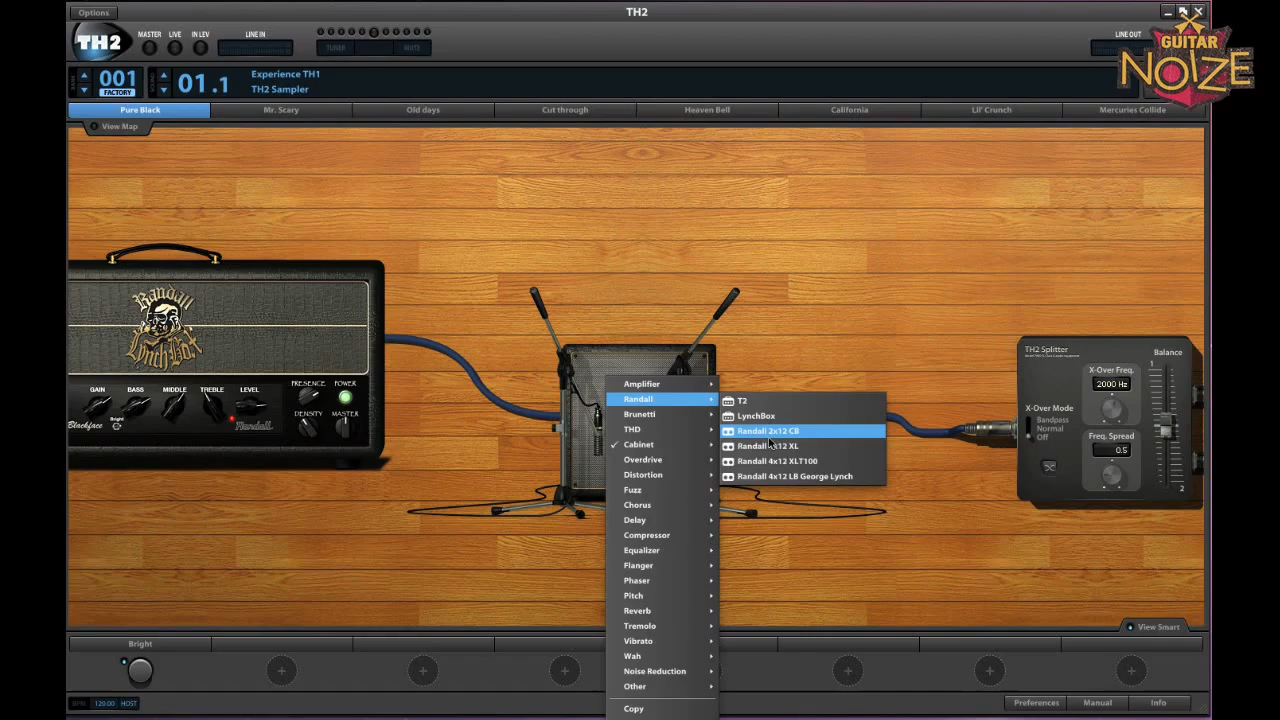 Options
TH2
TH2
MASTER
LIVE
IN LEV
LINE IN
TUNER
MUTE
LINE OUT
GUITAR
NOIZE
001
FACTORY
01.1
Experience TH1
TH2 Sampler
Pure Black
Mr. Scary
Old days
Cut through
Heaven Bell
California
Lil' Crunch
Mercuries Collide
View Map
Randall
LynchBox
GAIN
BASS
MIDDLE
TREBLE
LEVEL
PRESENCE
POWER
Bright
Blackface
Randall
DENSITY
MASTER
Amplifier
Randall
Brunetti
THD
Cabinet
Overdrive
Distortion
Fuzz
Chorus
Delay
Compressor
Equalizer
Flanger
Phaser
Pitch
Reverb
Tremolo
Vibrato
Wah
Noise Reduction
Other
Copy
T2
LynchBox
Randall 2x12 CB
Randall 4x12 XLT100
Randall 4x12 LB George Lynch
TH2 Splitter
Balance
X-Over Freq.
1
2000 Hz
X-Over Mode
Bandpass
Normal
Off
Freq. Spread
0.5
2
View Smart
Bright
BPM
120.00
HOST
Preferences
Manual
Info